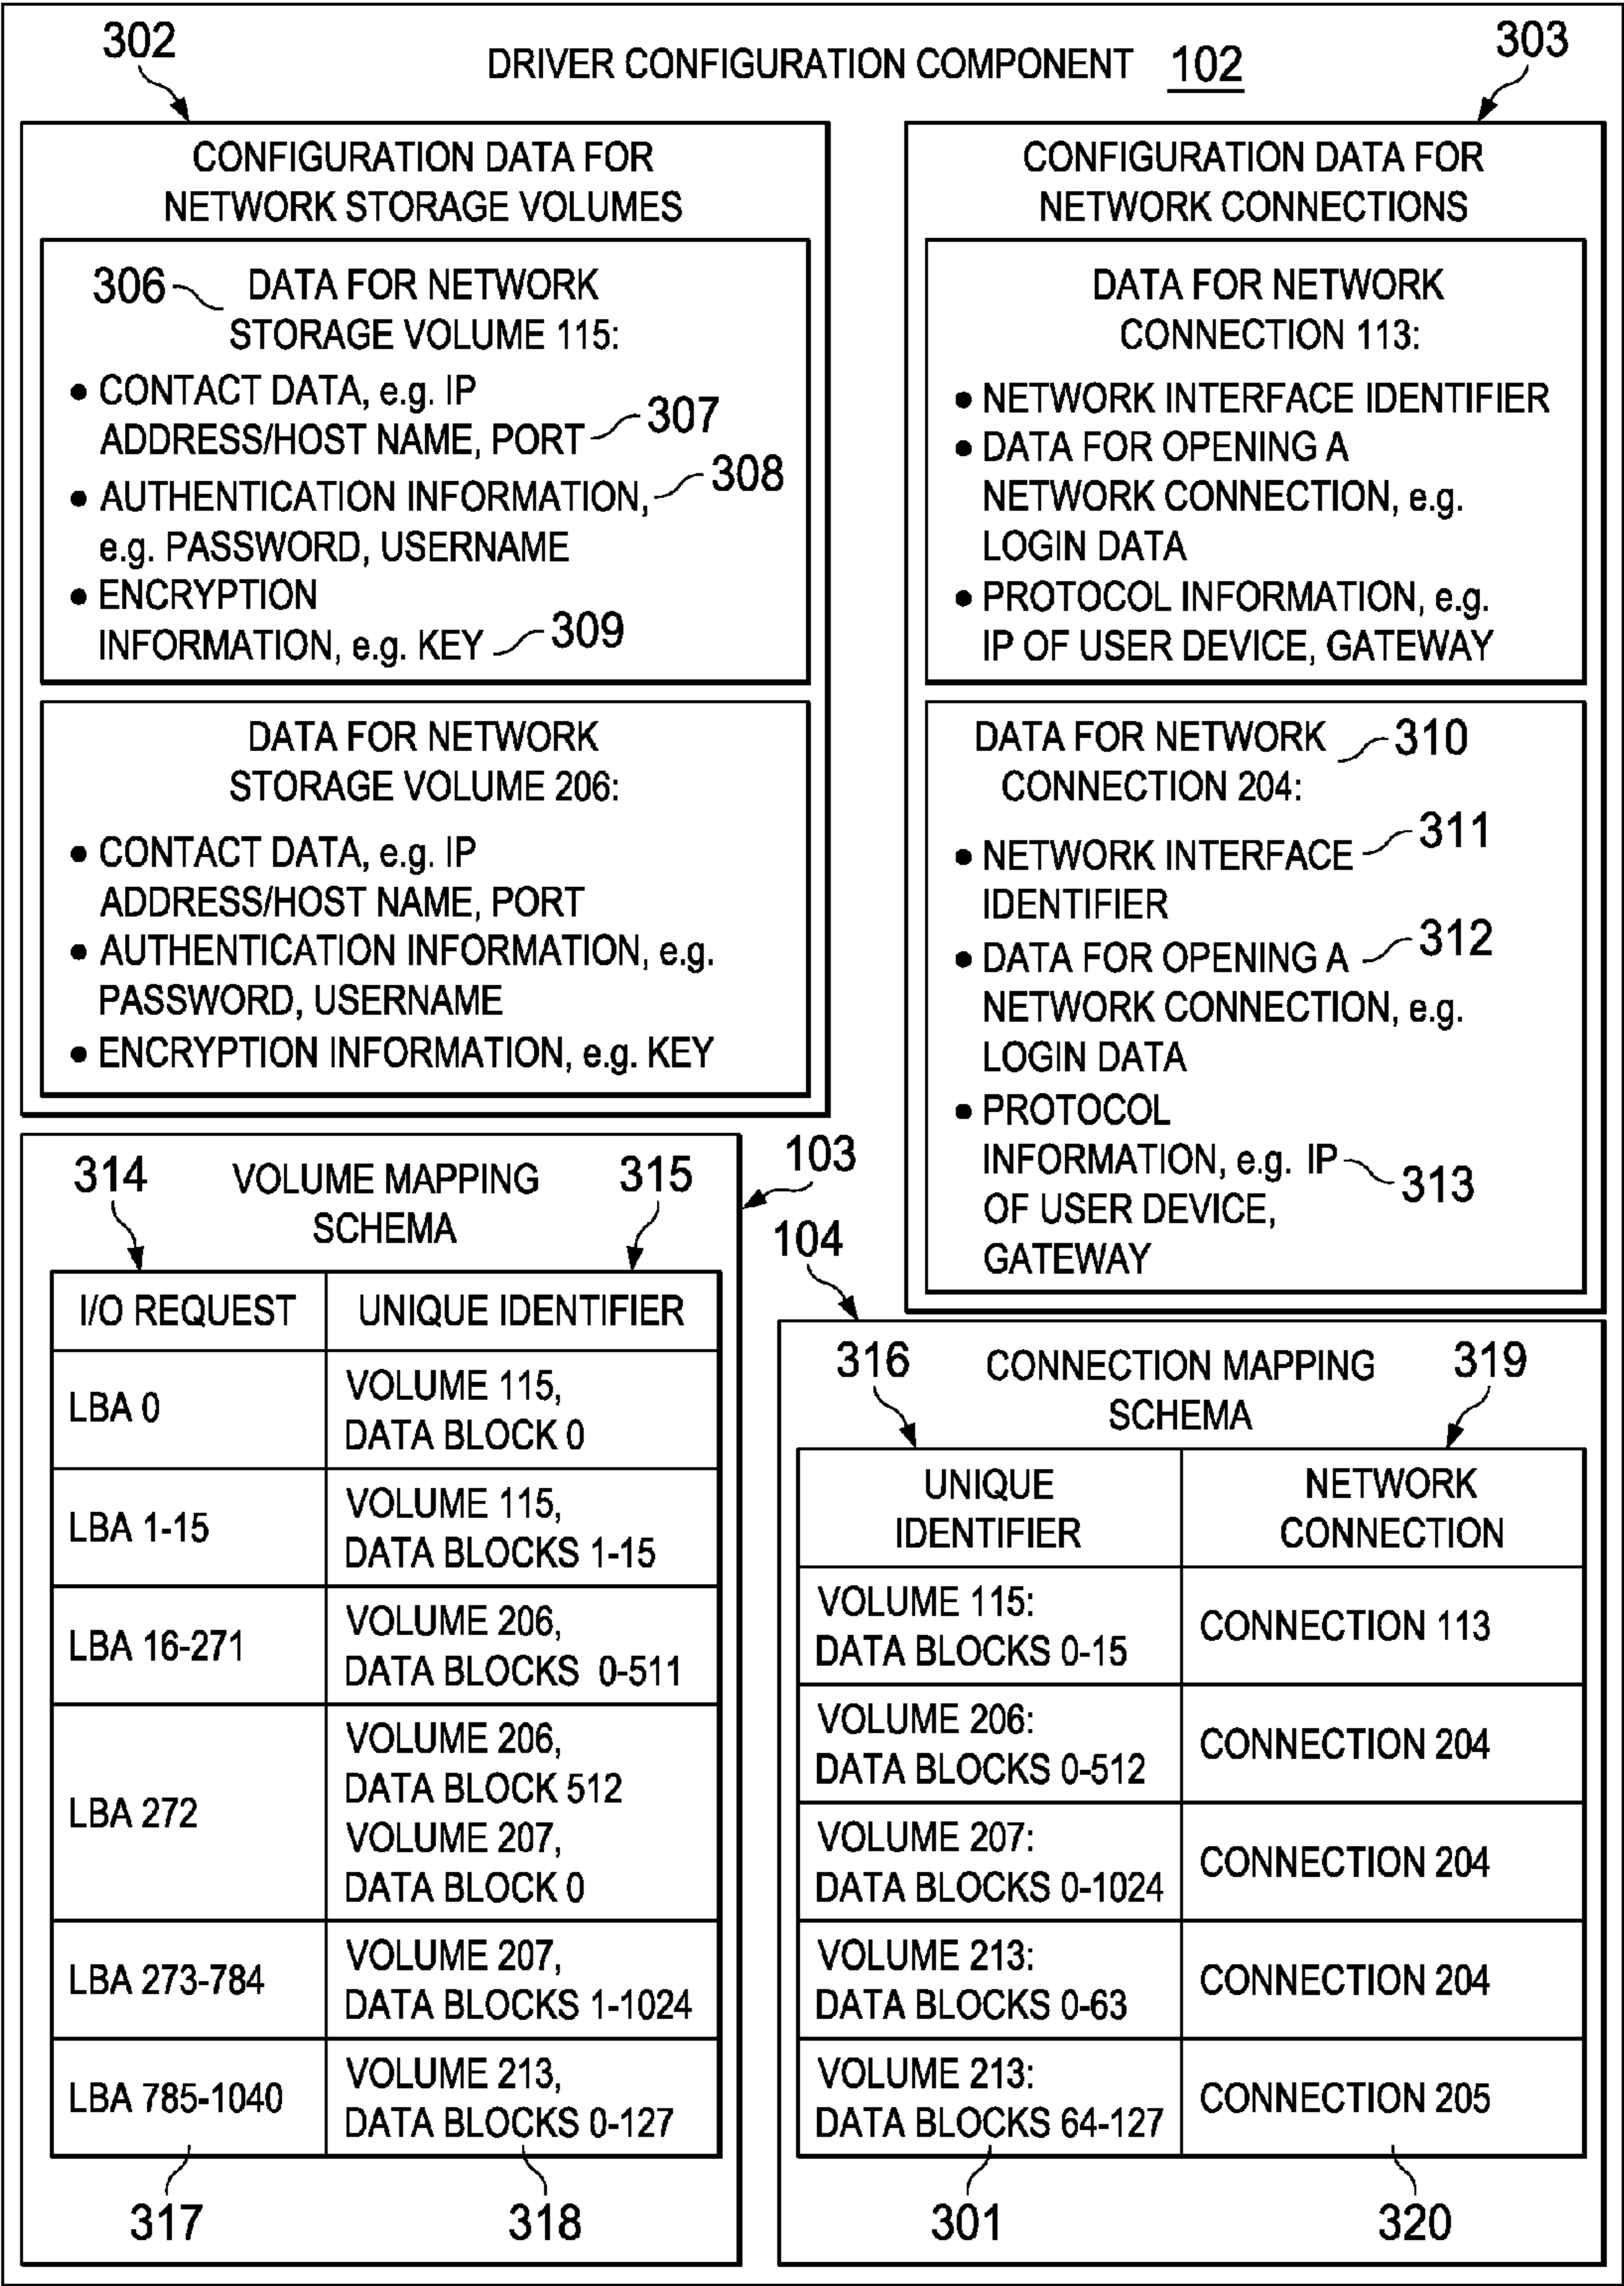 302
DRIVER CONFIGURATION COMPONENT 102
303
CONFIGURATION DATA FOR
NETWORK STORAGE VOLUMES
306 DATA FOR NETWORK
STORAGE VOLUME 115:
• CONTACT DATA, e.g. IP
ADDRESS/HOST NAME, PORT 307
• AUTHENTICATION INFORMATION, 308
e.g. PASSWORD, USERNAME
• ENCRYPTION
INFORMATION, e.g. KEY 309
DATA FOR NETWORK
STORAGE VOLUME 206:
• CONTACT DATA, e.g. IP
ADDRESS/HOST NAME, PORT
• AUTHENTICATION INFORMATION, e.g.
PASSWORD, USERNAME
• ENCRYPTION INFORMATION, e.g. KEY
CONFIGURATION DATA FOR
NETWORK CONNECTIONS
DATA FOR NETWORK
CONNECTION 113:
• NETWORK INTERFACE IDENTIFIER
• DATA FOR OPENING A
NETWORK CONNECTION, e.g.
LOGIN DATA
• PROTOCOL INFORMATION, e.g.
IP OF USER DEVICE, GATEWAY
DATA FOR NETWORK 310
CONNECTION 204:
• NETWORK INTERFACE 311
IDENTIFIER
• DATA FOR OPENING A 312
NETWORK CONNECTION, e.g.
LOGIN DATA
• PROTOCOL
INFORMATION, e.g. IP 313
OF USER DEVICE,
GATEWAY
103
314 VOLUME MAPPING 315
SCHEMA
I/O REQUEST UNIQUE IDENTIFIER
LBA 0
VOLUME 115,
DATA BLOCK 0
LBA 1-15
VOLUME 115,
DATA BLOCKS 1-15
LBA 16-271
VOLUME 206,
DATA BLOCKS 0-511
LBA 272
VOLUME 206,
DATA BLOCK 512
VOLUME 207,
DATA BLOCK 0
LBA 273-784
VOLUME 207,
DATA BLOCKS 1-1024
LBA 785-1040
VOLUME 213,
DATA BLOCKS 0-127
317 318
104
316 CONNECTION MAPPING 319
SCHEMA
UNIQUE
IDENTIFIER
NETWORK
CONNECTION
VOLUME 115:
DATA BLOCKS 0-15
CONNECTION 113
VOLUME 206:
DATA BLOCKS 0-512
CONNECTION 204
VOLUME 207:
DATA BLOCKS 0-1024
CONNECTION 204
VOLUME 213:
DATA BLOCKS 0-63
CONNECTION 204
VOLUME 213:
DATA BLOCKS 64-127
CONNECTION 205
301 320